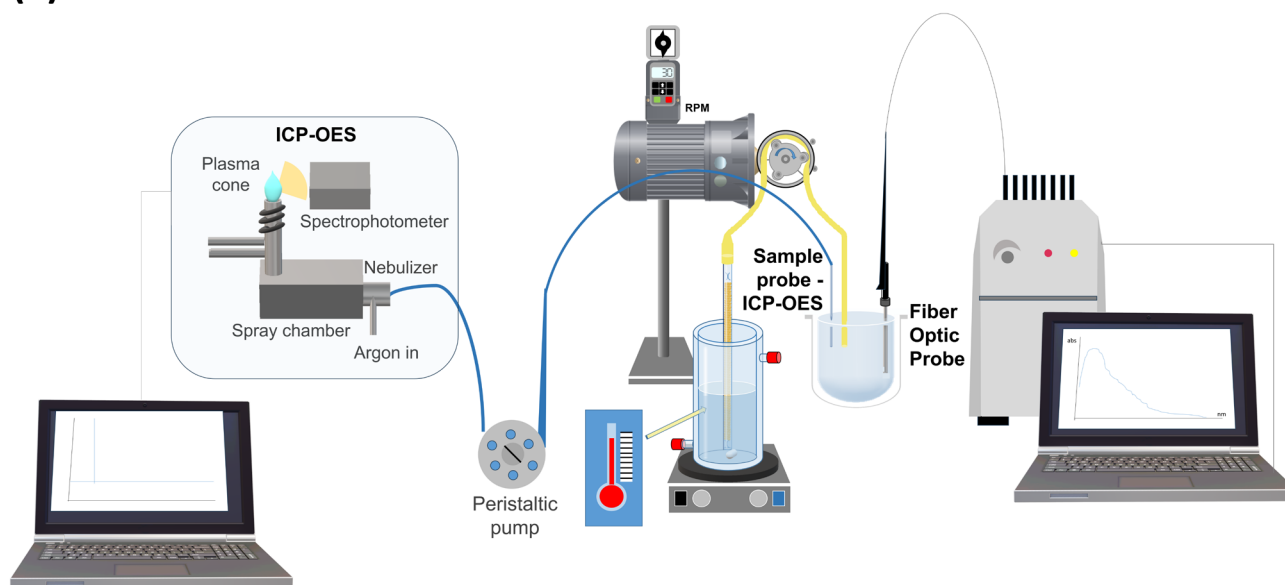 ICP-OES
Plasma
cone
Spectrophotometer
Nebulizer
Spray chamber
Argon in
Peristaltic
pump
30
RPM
Sample
probe -
ICP-OES
Fiber
Optic
Probe
abs
nm